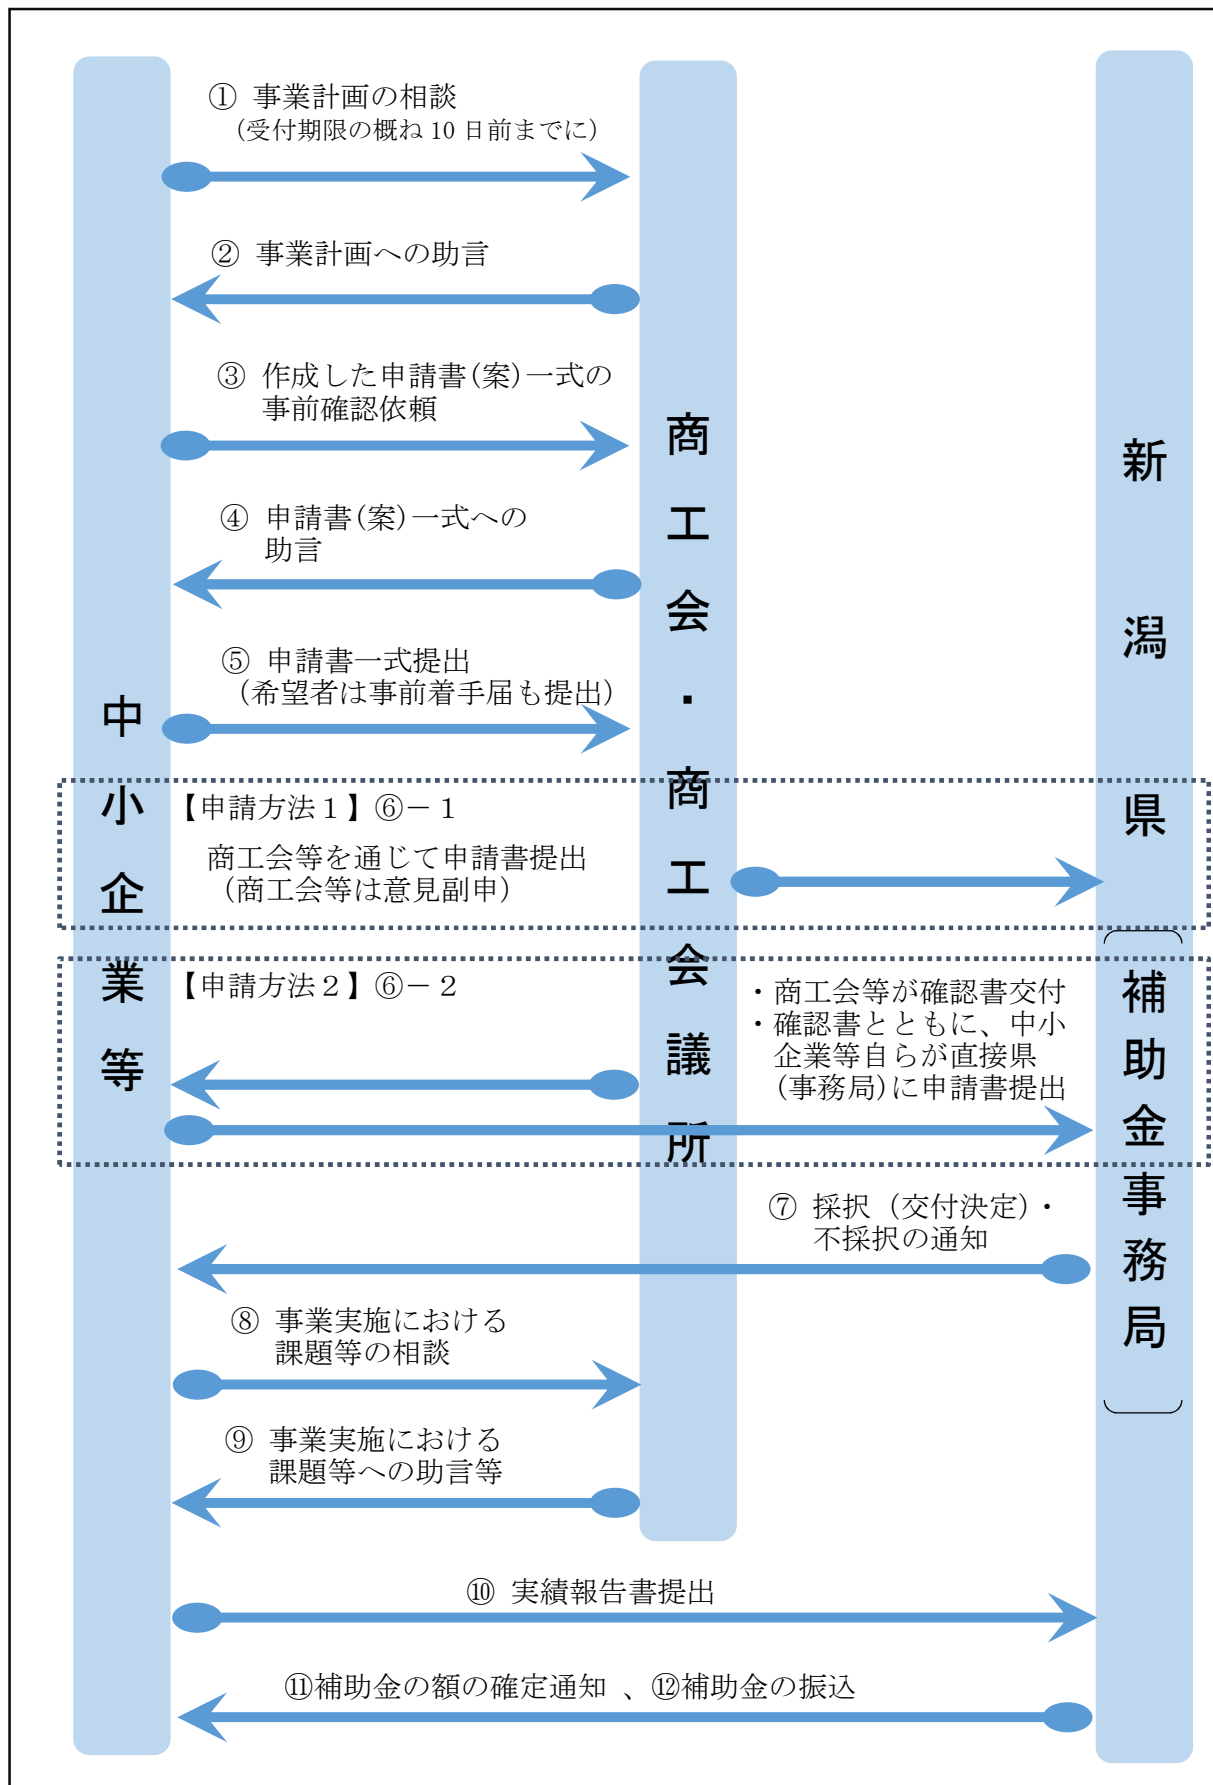 ① 事業計画の相談
（受付期限の概ね 10 日前までに）
② 事業計画への助言
③ 作成した申請書(案)一式の
事前確認依頼
④ 申請書(案)一式への
助言
⑤ 申請書一式提出
（希望者は事前着手届も提出）
中小企業等
商工会・商工会議所
新潟県
補助金事務局
【申請方法１】⑥－１
商工会等を通じて申請書提出
（商工会等は意見副申）
【申請方法２】⑥－２
・商工会等が確認書交付
・確認書とともに、中小
企業等自らが直接県
(事務局)に申請書提出
⑦ 採択（交付決定）・
不採択の通知
⑧ 事業実施における
課題等の相談
⑨ 事業実施における
課題等への助言等
⑩ 実績報告書提出
⑪補助金の額の確定通知 、⑫補助金の振込